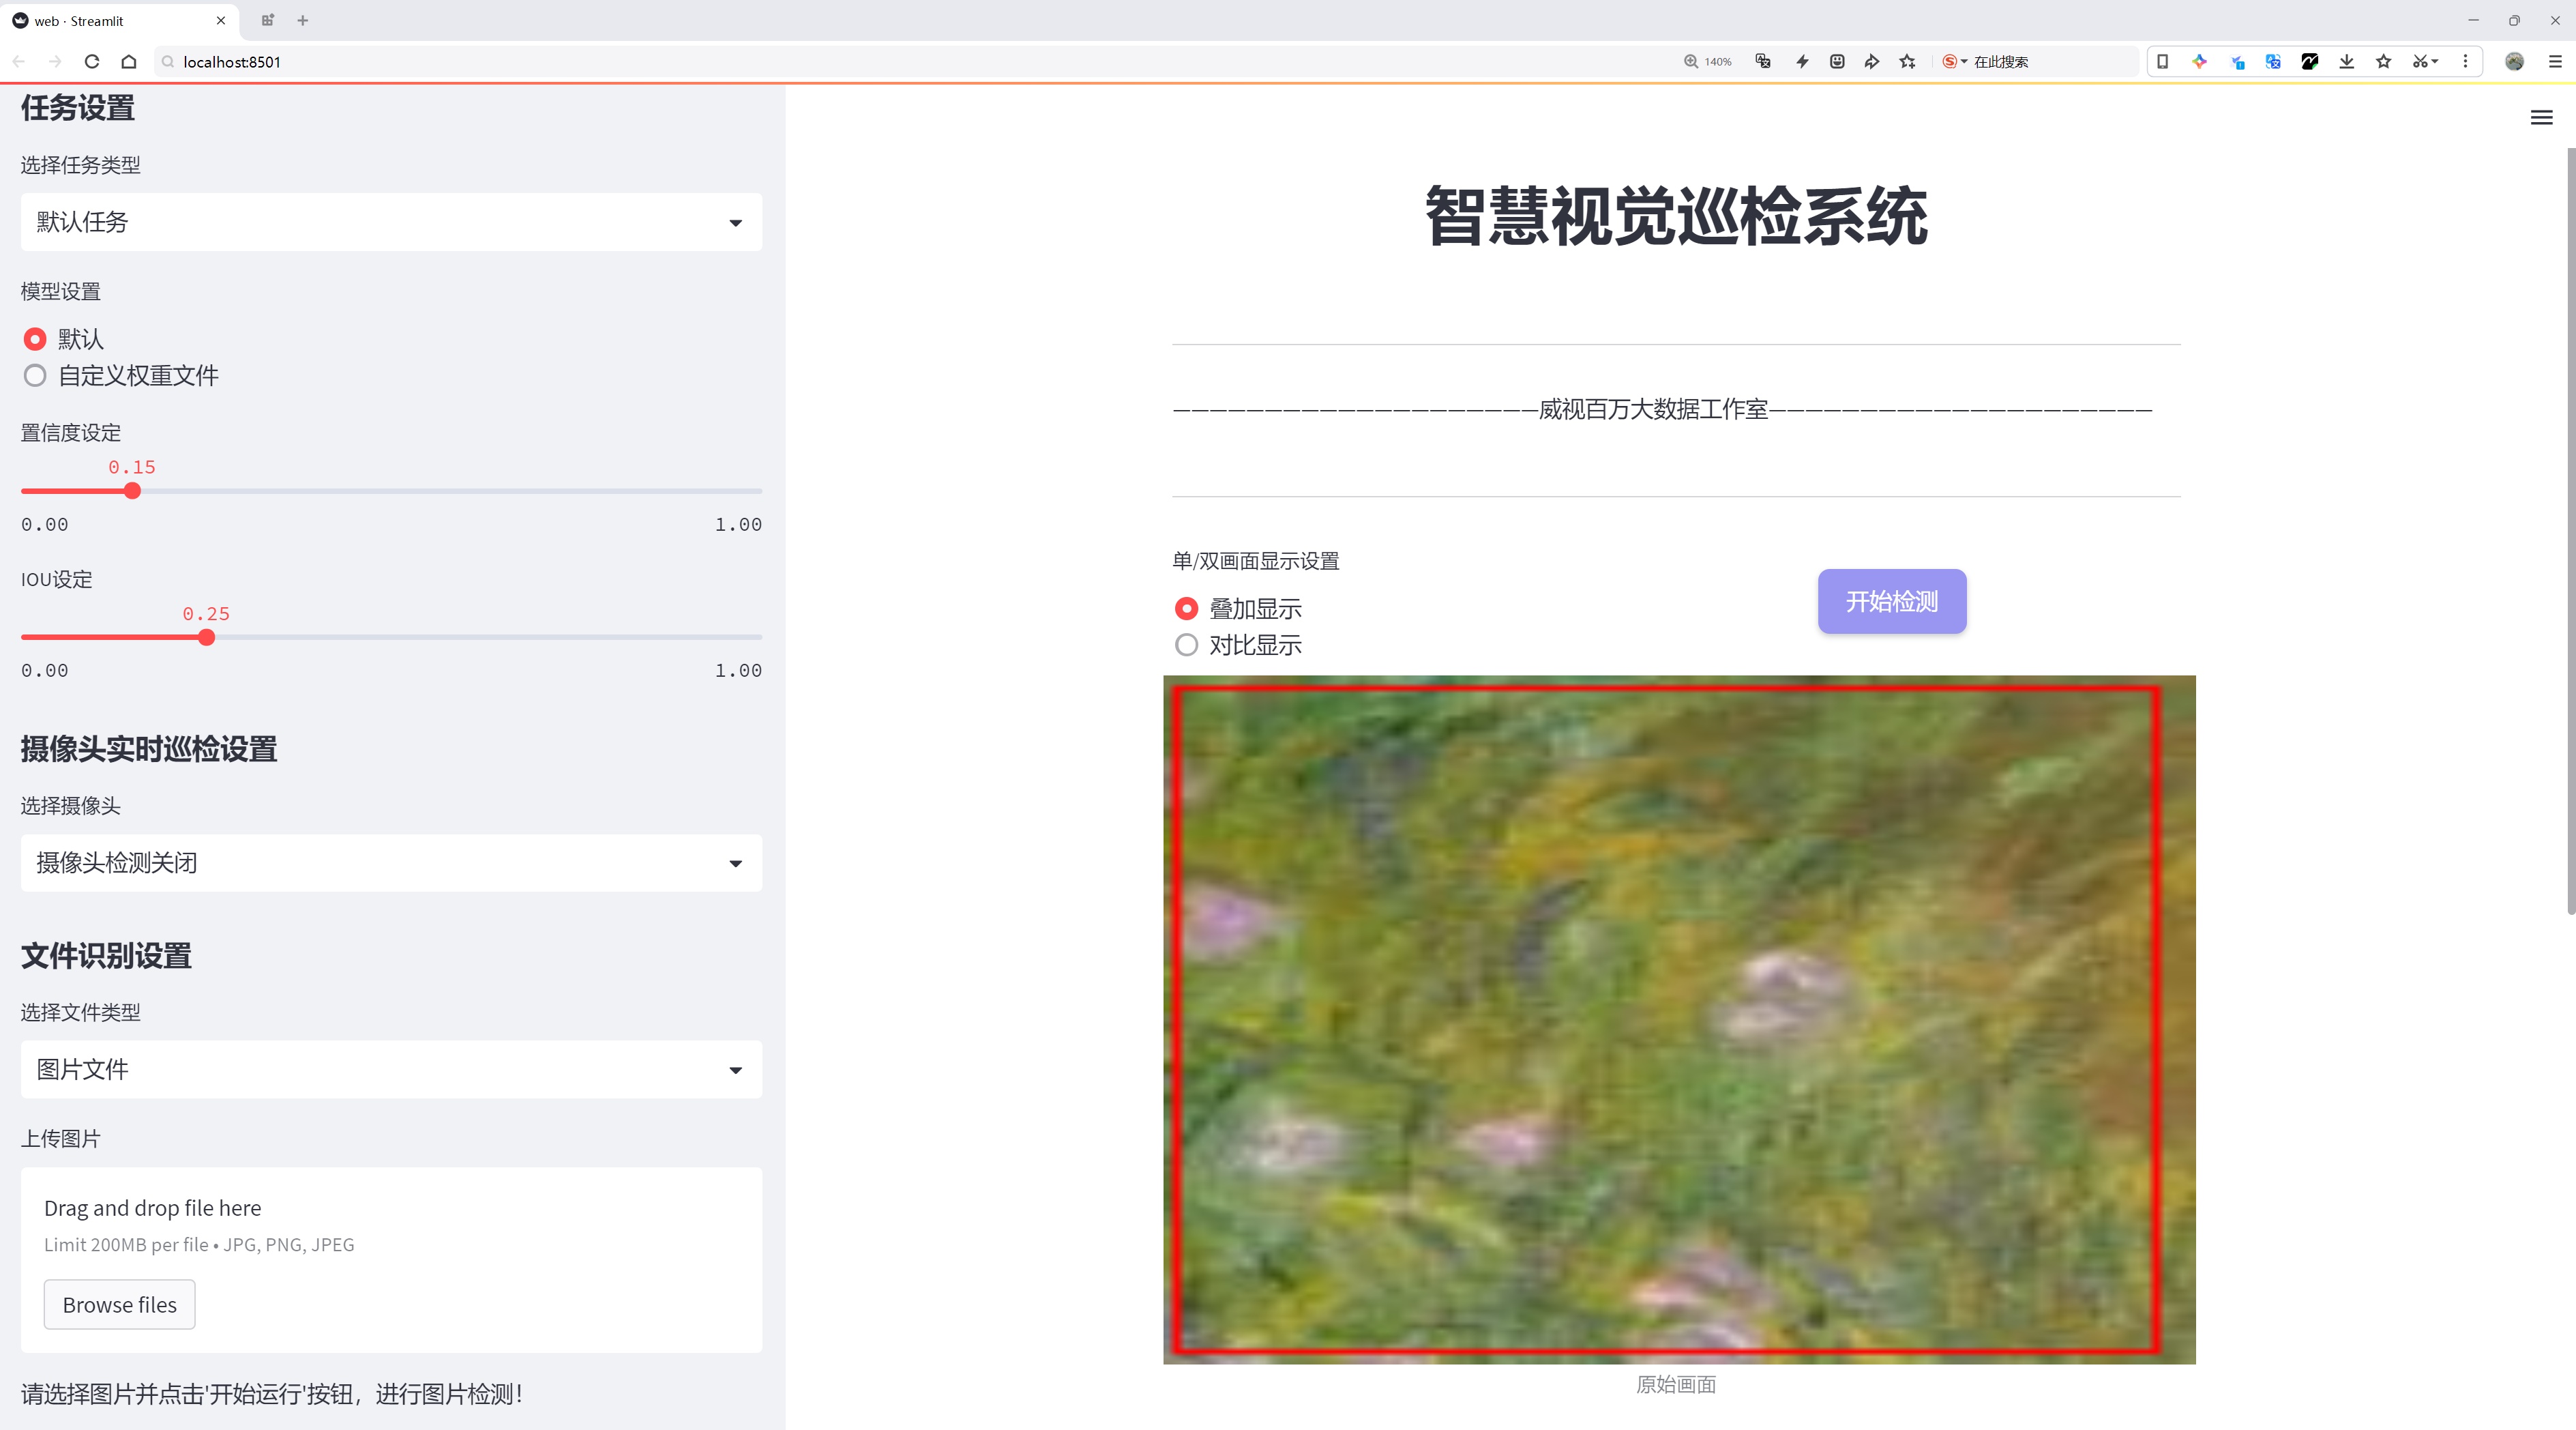 web · Streamlit
localhost:8501
140%
在此搜索
任务设置
选择任务类型
默认任务
模型设置
默认
自定义权重文件
置信度设定
0.15
0.00 1.00
IOU设定
0.25
0.00 1.00
摄像头实时巡检设置
选择摄像头
摄像头检测关闭
文件识别设置
选择文件类型
图片文件
上传图片
Drag and drop file here
Limit 200MB per file • JPG, PNG, JPEG
Browse files
请选择图片并点击'开始运行'按钮，进行图片检测！
智慧视觉巡检系统
————————————————————威视百万大数据工作室—————————————————————
单/双画面显示设置
叠加显示
对比显示
开始检测
原始画面